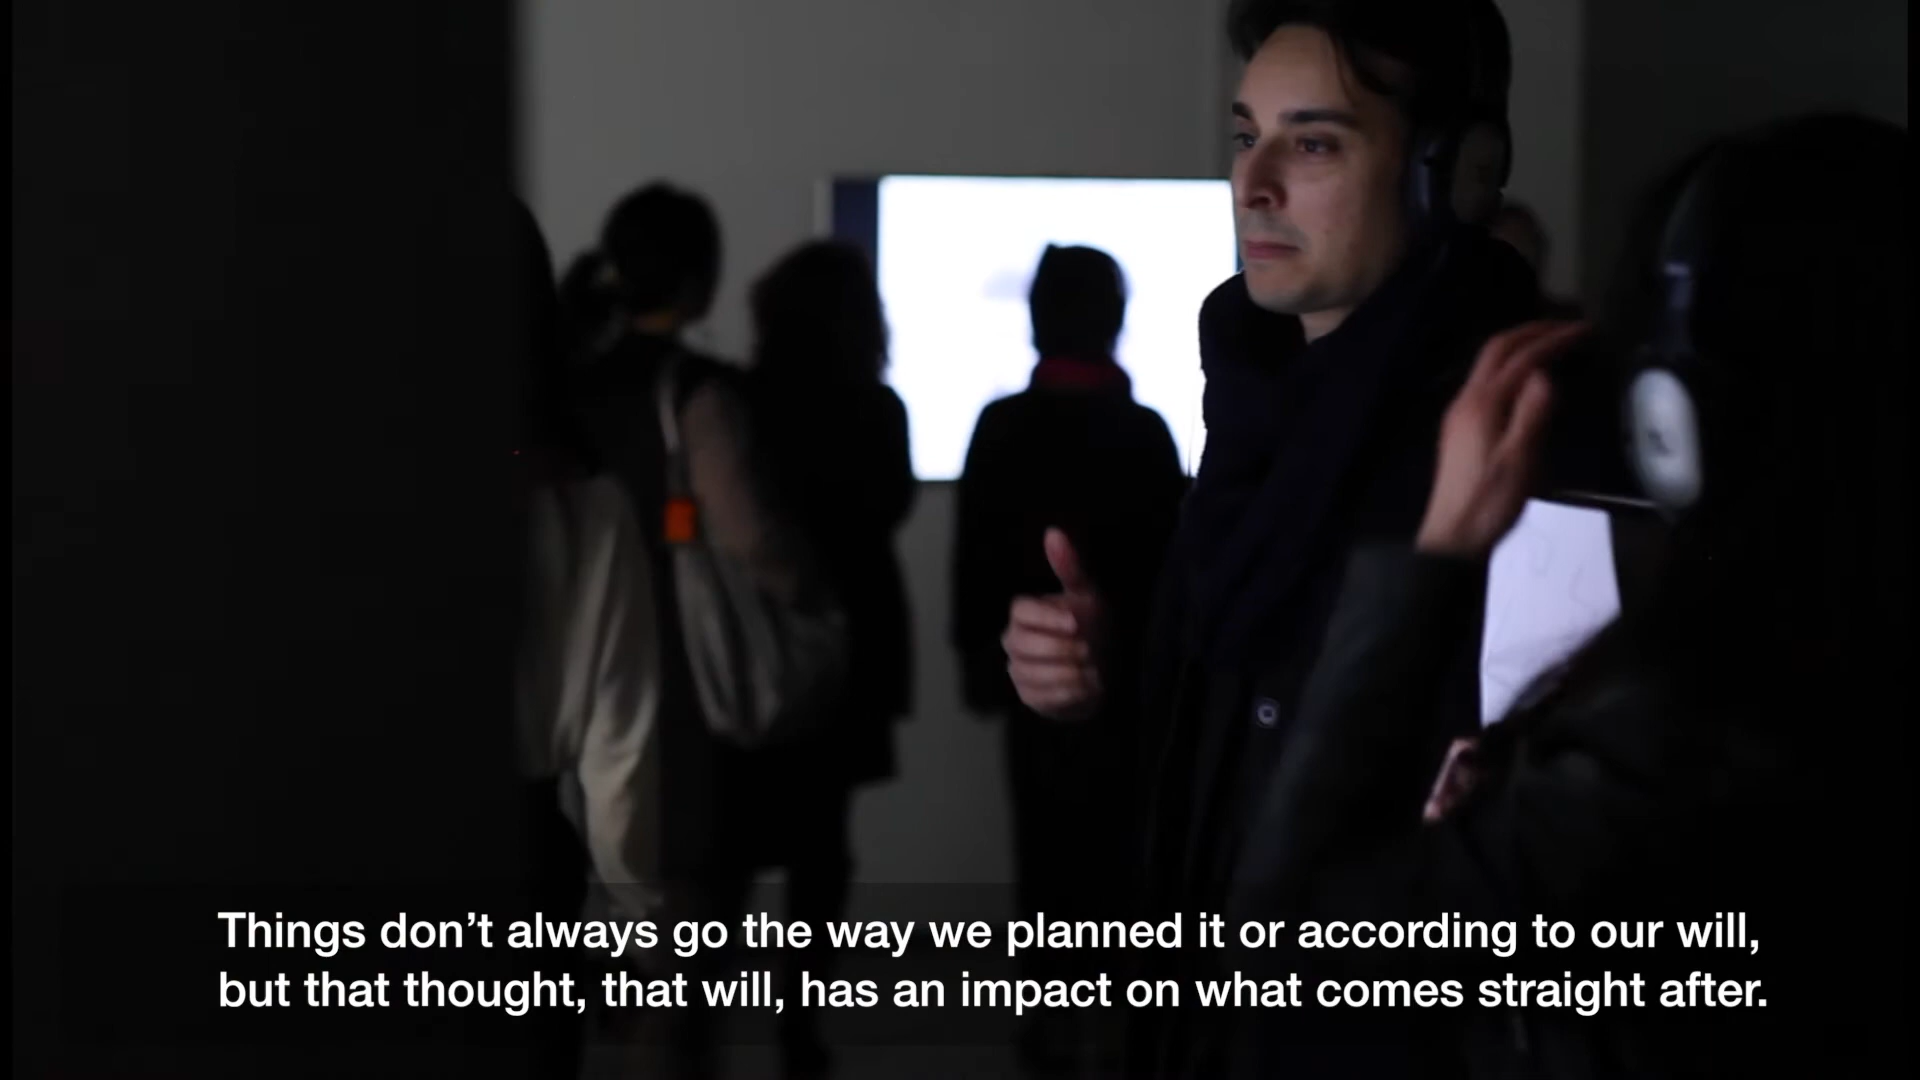 Things don’t always go the way we planned it or according to our will,
but that thought, that will, has an impact on what comes straight after.